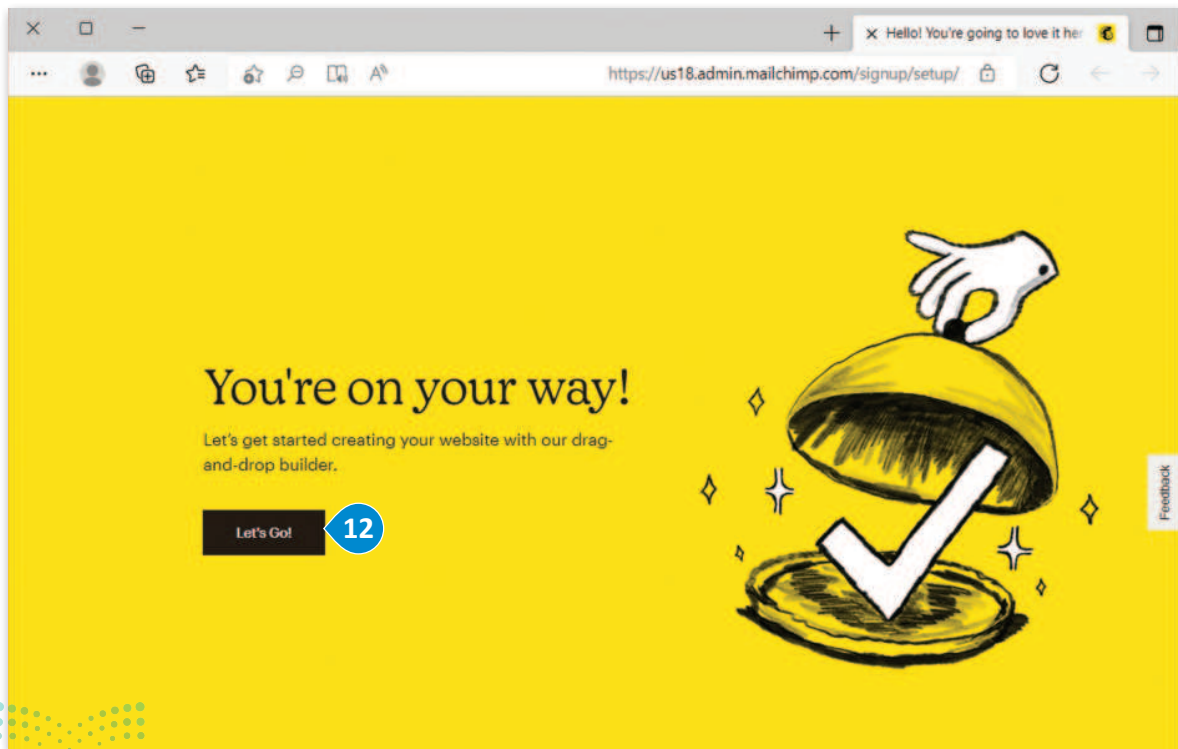 Hello! You're going to love it her
https://us18.admin.mailchimp.com/signup/setup/
You're on your way!
Let's get started creating your website with our drag-
and-drop builder.
Let's Go!
12
Feedback